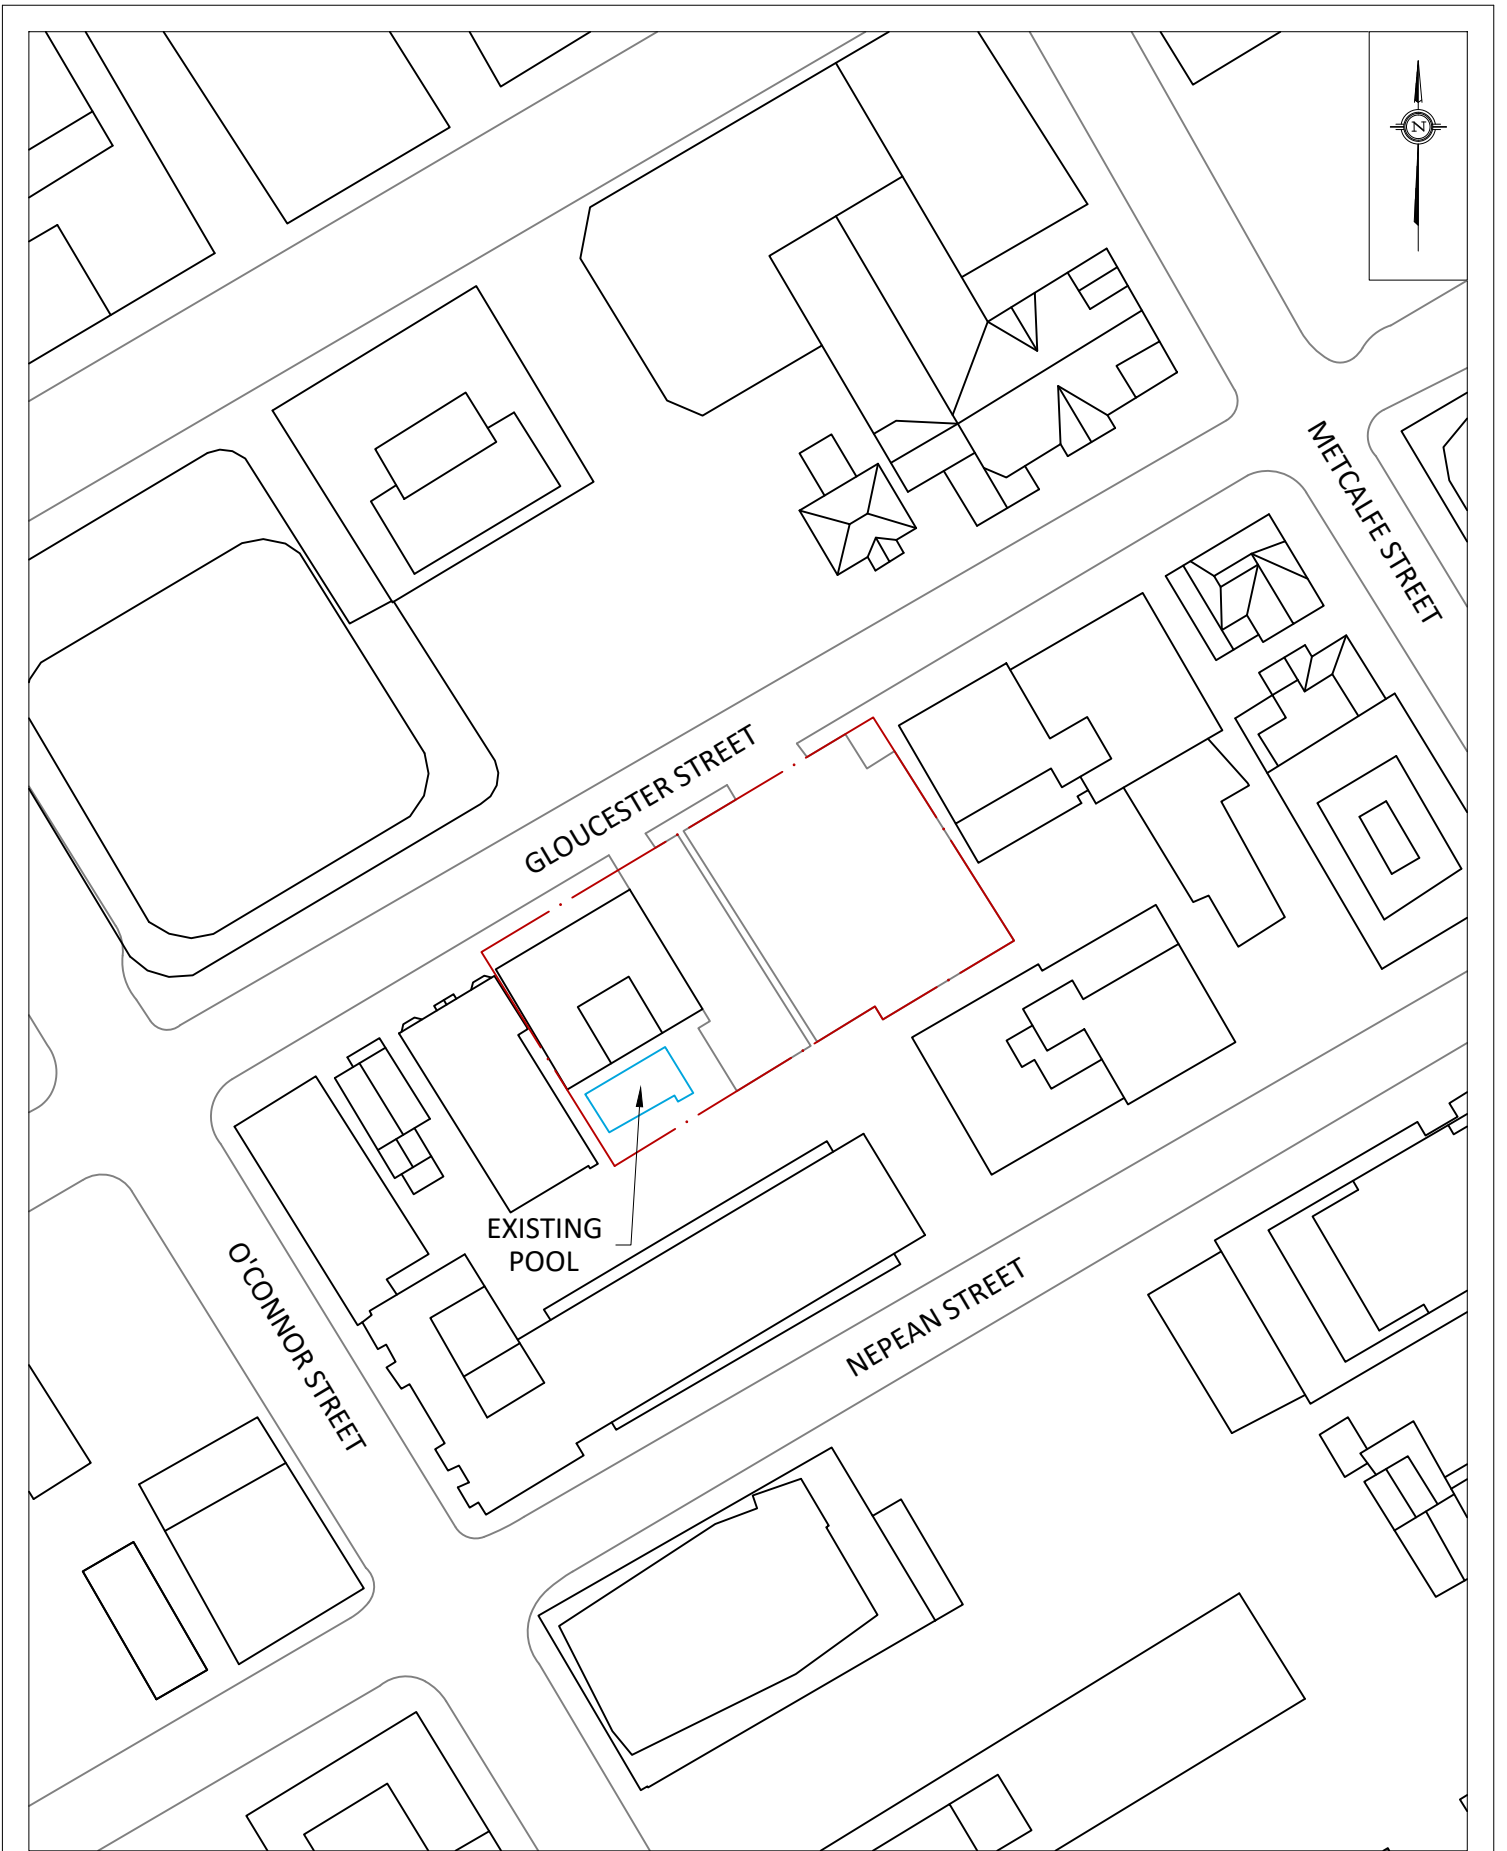 N
METCALFE STREET
GLOUCESTER STREET
EXISTING
POOL
O'CONNOR STREET
NEPEAN STREET